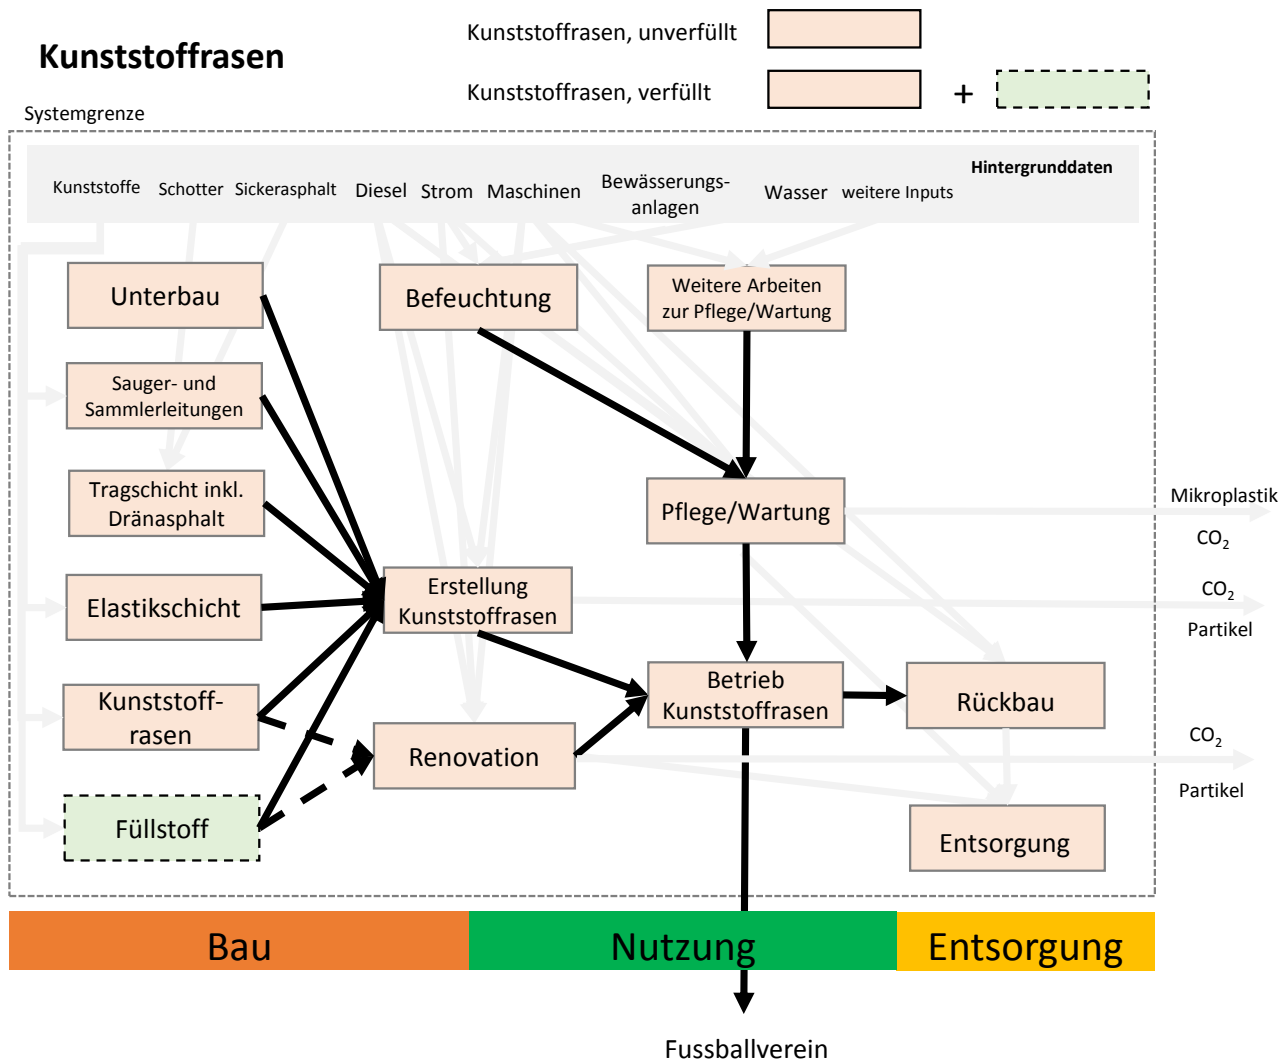 Kunststoffrasen, unverfüllt
Kunststoffrasen
Kunststoffrasen, verfüllt
+
Systemgrenze
Hintergrunddaten
Kunststoffe
Schotter
Sickerasphalt
Diesel
Strom
Maschinen
Bewässerungs-
anlagen
Wasser
weitere Inputs
Unterbau
Befeuchtung
Weitere Arbeiten
zur Pflege/Wartung
Sauger- und
Sammlerleitungen
Tragschicht inkl.
Dränasphalt
Pflege/Wartung
Mikroplastik
CO₂
Elastikschicht
Erstellung
Kunststoffrasen
CO₂
Partikel
Kunststoff-
rasen
Betrieb
Kunststoffrasen
Rückbau
Renovation
CO₂
Partikel
Füllstoff
Entsorgung
Bau
Nutzung
Entsorgung
Fussballverein